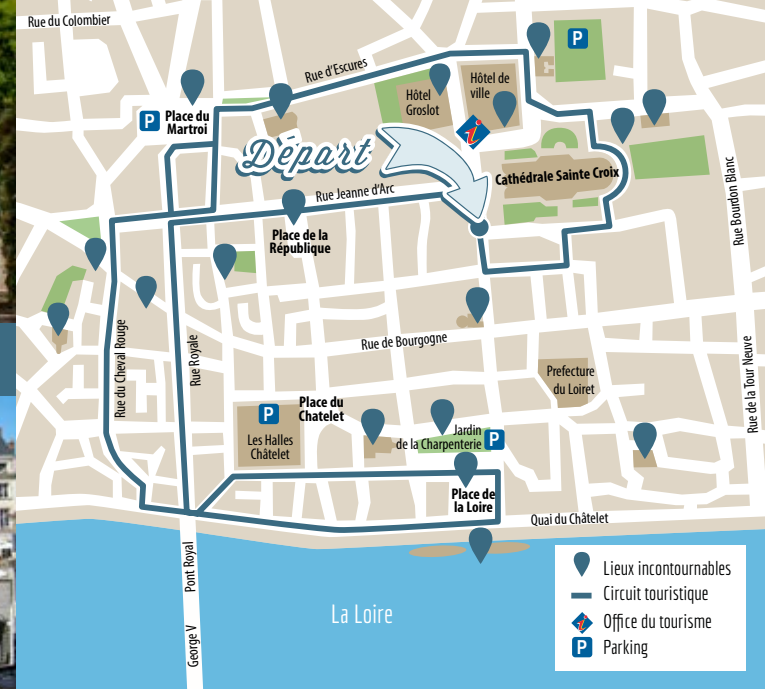 Rue du Colombier
Rue d'Escures
P
Hôtel de
ville
Hôtel
Groslot
P
Place du
Martroi
i
Départ
Cathédrale Sainte Croix
Rue Jeanne d'Arc
Rue Bourdon Blanc
Place de la
République
Rue du Cheval Rouge
Rue Royale
Rue de Bourgogne
Rue de la Tour Neuve
Prefecture
du Loiret
P
Place du
Chatelet
Les Halles
Châtelet
Jardin
de la Charpenterie
P
Place de
la Loire
Quai du Châtelet
Pont Royal
George V
La Loire
Lieux incontournables
Circuit touristique
i
Office du tourisme
P
Parking